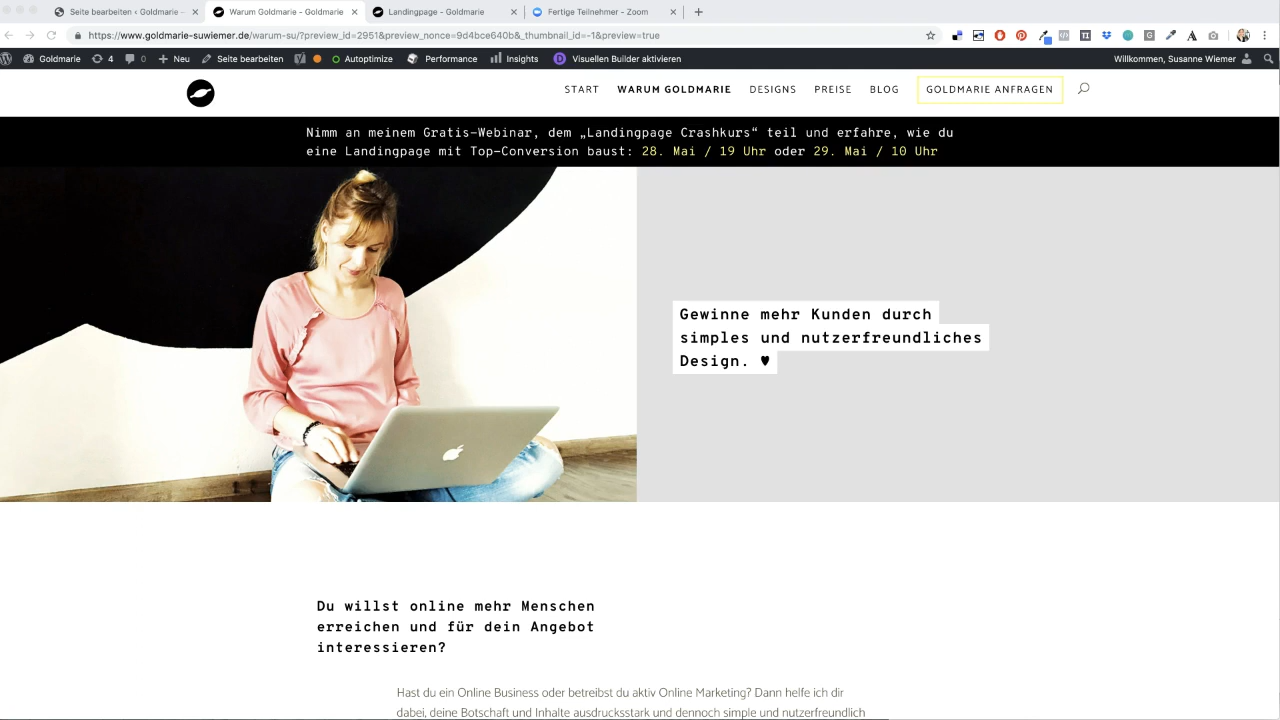 Seite bearbeiten ‹ Goldmarie -
Warum Goldmarie - Goldmarie
Landingpage - Goldmarie
Fertige Teilnehmer - Zoom
https://www.goldmarie-suwiemer.de/warum-su/?preview_id=2951&preview_nonce=9d4bce640b&_thumbnail_id=-1&preview=true
Goldmarie 4 0 Neu Seite bearbeiten Autoptimize Performance Insights Visuellen Builder aktivieren Willkommen, Susanne Wiemer
START WARUM GOLDMARIE DESIGNS PREISE BLOG GOLDMARIE ANFRAGEN
Nimm an meinem Gratis-Webinar, dem „Landingpage Crashkurs“ teil und erfahre, wie du
eine Landingpage mit Top-Conversion baust: 28. Mai / 19 Uhr oder 29. Mai / 10 Uhr
Gewinne mehr Kunden durch
simples und nutzerfreundliches
Design. ♥
Du willst online mehr Menschen
erreichen und für dein Angebot
interessieren?
Hast du ein Online Business oder betreibst du aktiv Online Marketing? Dann helfe ich dir
dabei, deine Botschaft und Inhalte ausdrucksstark und dennoch simple und nutzerfreundlich